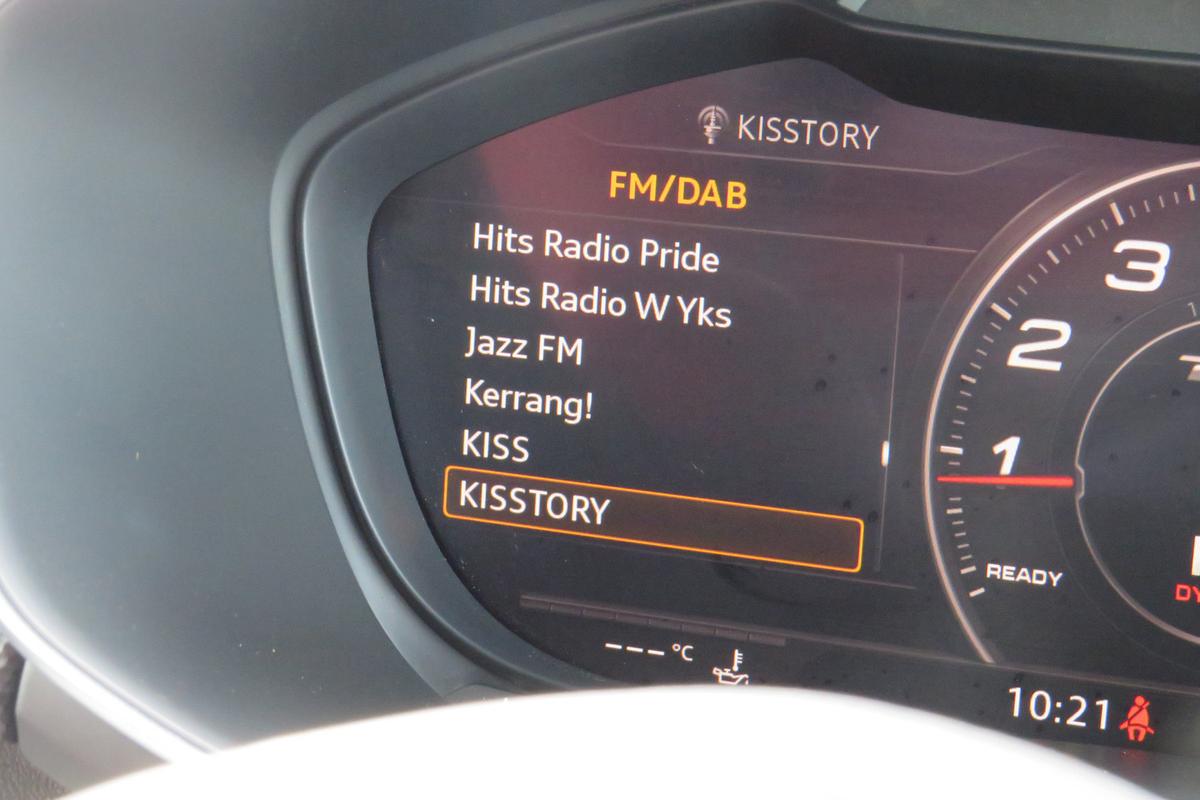 KISSTORY
FM/DAB
Hits Radio Pride
Hits Radio W Yks
Jazz FM
Kerrang!
KISS
KISSTORY
3
2
1
READY
--- °C
10:21